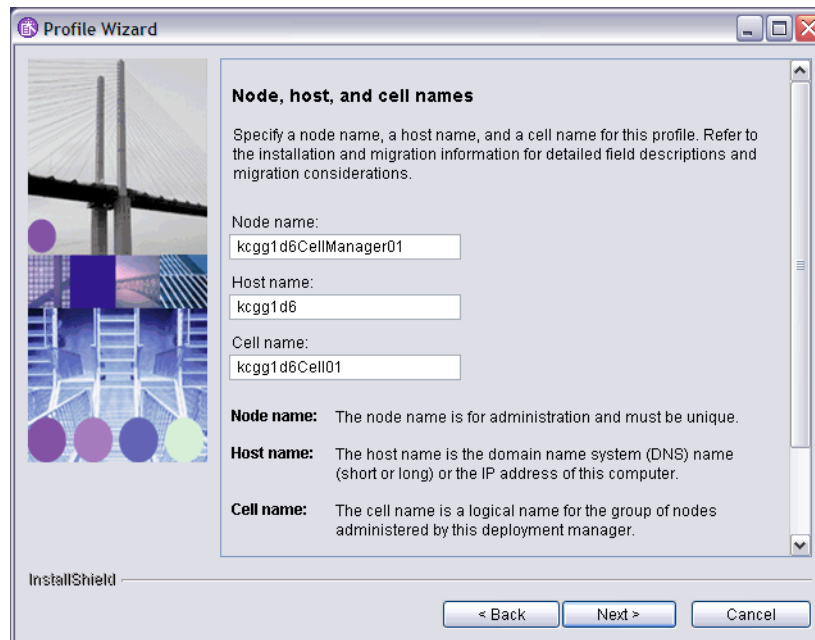 Profile Wizard
Node, host, and cell names
Specify a node name, a host name, and a cell name for this profile. Refer to
the installation and migration information for detailed field descriptions and
migration considerations.
Node name:
kcgg1d6CellManager01
Host name:
kcgg1d6
Cell name:
kcgg1d6Cell01
Node name: The node name is for administration and must be unique.
Host name: The host name is the domain name system (DNS) name
(short or long) or the IP address of this computer.
Cell name: The cell name is a logical name for the group of nodes
administered by this deployment manager.
InstallShield
< Back Next > Cancel